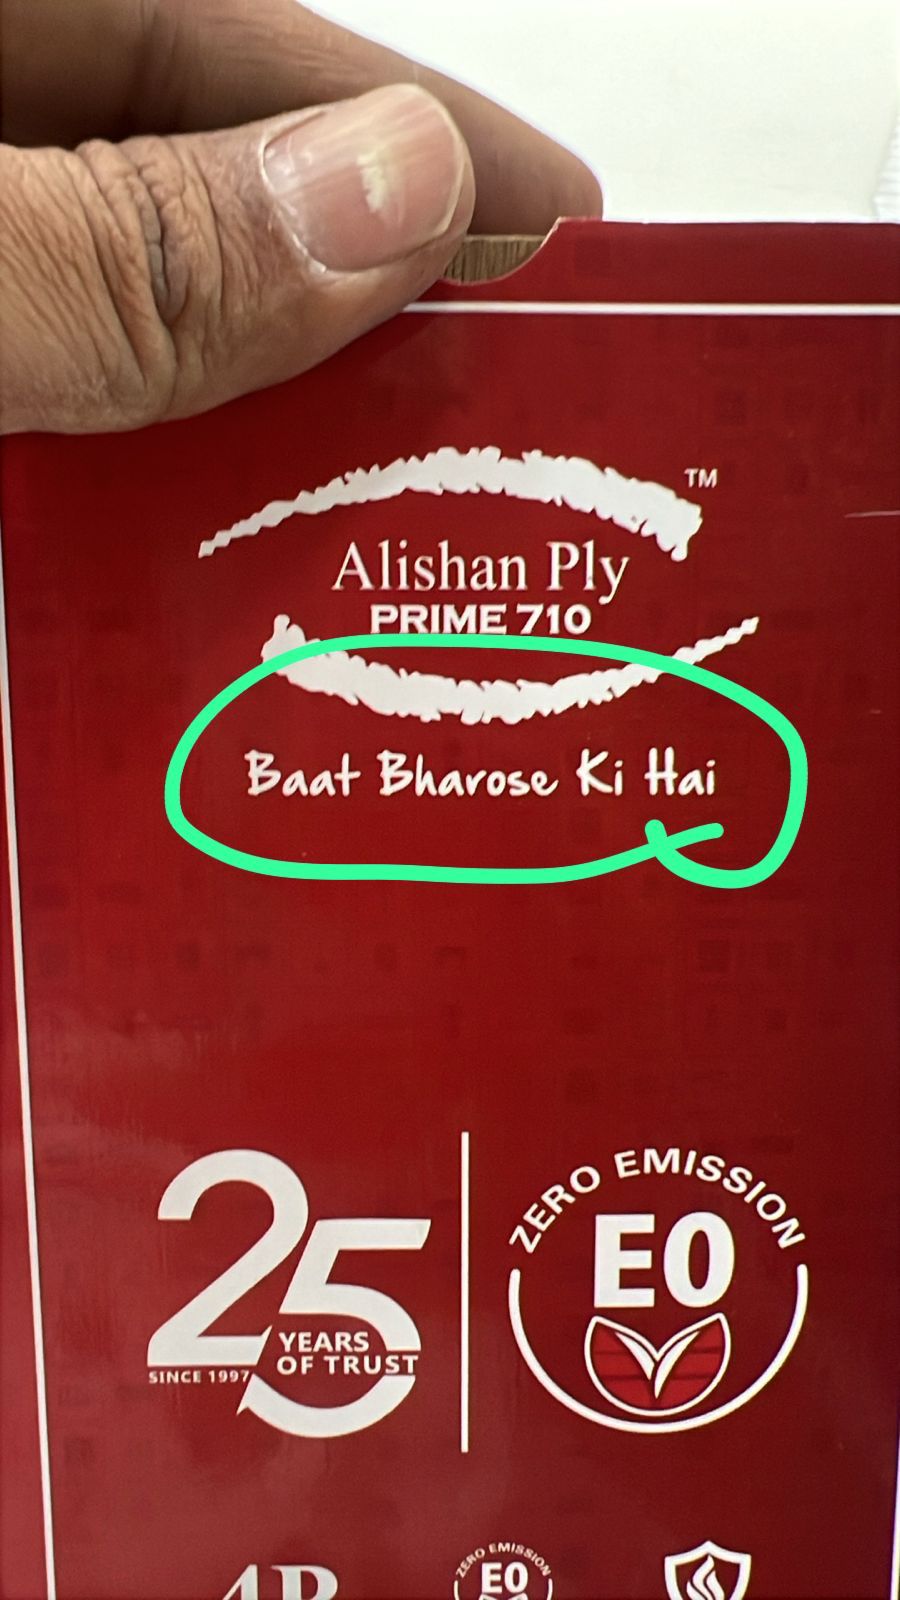 TM
Alishan Ply
PRIME 710
Baat Bharose Ki Hai
25
YEARS
OF TRUST
SINCE 1997
ZERO EMISSION
E0
ZERO EMISSION
E0